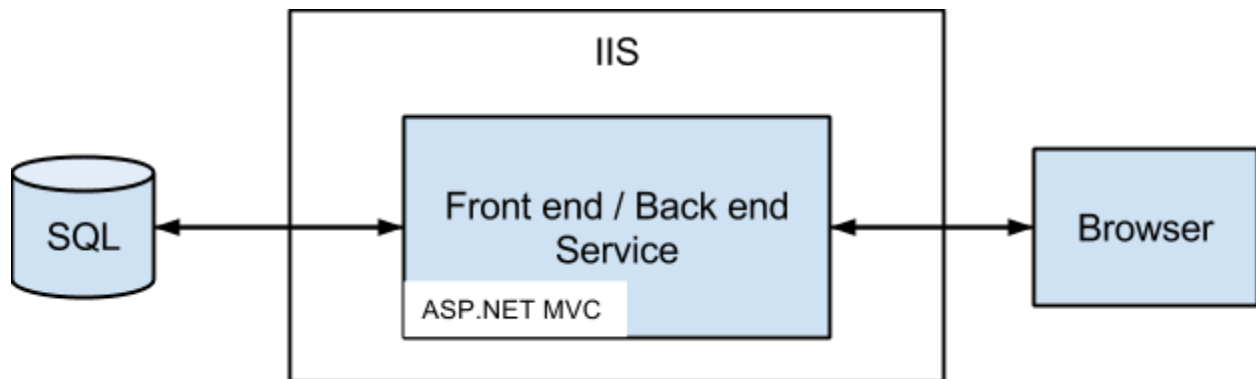 IIS
SQL
Front end / Back end
Service
ASP.NET MVC
Browser